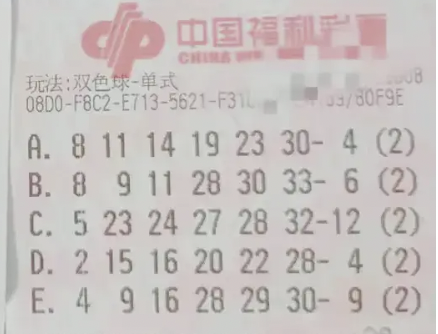 中国福利彩
CHINA
玩法:双色球-单式
08D0-F8C2-E713-5621-F31 /80F9E
A. 8 11 14 19 23 30- 4 (2)
B. 8 9 11 28 30 33- 6 (2)
C. 5 23 24 27 28 32-12 (2)
D. 2 15 16 20 22 28- 4 (2)
E. 4 9 16 28 29 30- 9 (2)